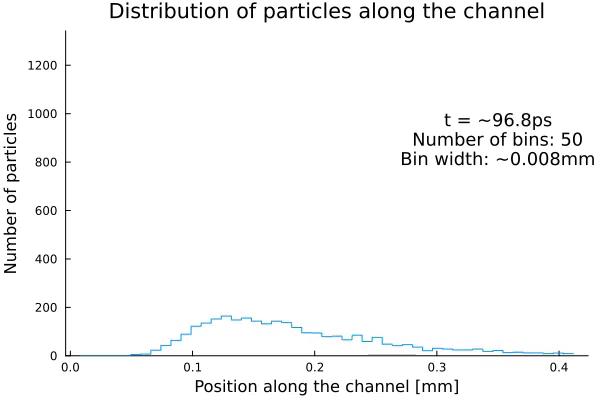 Distribution of particles along the channel
Number of particles
1200
1000
800
600
400
200
0
t = ~96.8ps
Number of bins: 50
Bin width: ~0.008mm
0.0 0.1 0.2 0.3 0.4
Position along the channel [mm]